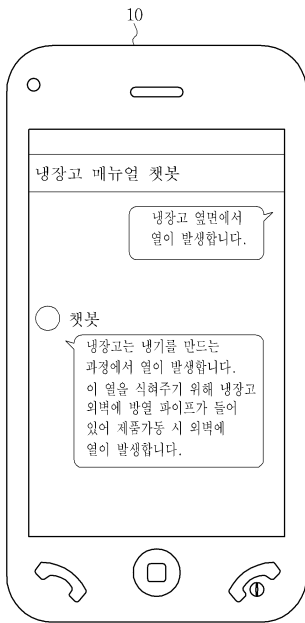 10
냉장고 메뉴얼 챗봇
냉장고 옆면에서
열이 발생합니다.
챗봇
냉장고는 냉기를 만드는
과정에서 열이 발생합니다.
이 열을 식혀주기 위해 냉장고
외벽에 방열 파이프가 들어
있어 제품가동 시 외벽에
열이 발생합니다.